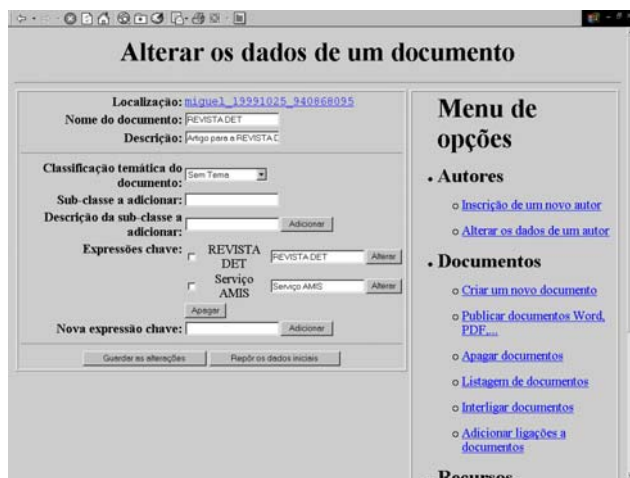 Alterar os dados de um documento
Localização: miguel_19991025_940868095
Nome do documento: REVISTA DET
Descrição: Artigo para a REVISTA D
Classificação temática do
documento: Sem Tema
Sub-classe a adicionar:
Descrição da sub-classe a
adicionar: Adicionar
Expressões chave: REVISTA
DET REVISTA DET Alterar
Serviço
AMIS Serviço AMIS Alterar
Apagar
Nova expressão chave: Adicionar
Guardar as alterações Repôr os dados iniciais
Menu de
opções
Autores
Inscrição de um novo autor
Alterar os dados de um autor
Documentos
Criar um novo documento
Publicar documentos Word,
PDF,...
Apagar documentos
Listagem de documentos
Interligar documentos
Adicionar ligações a
documentos
Recursos